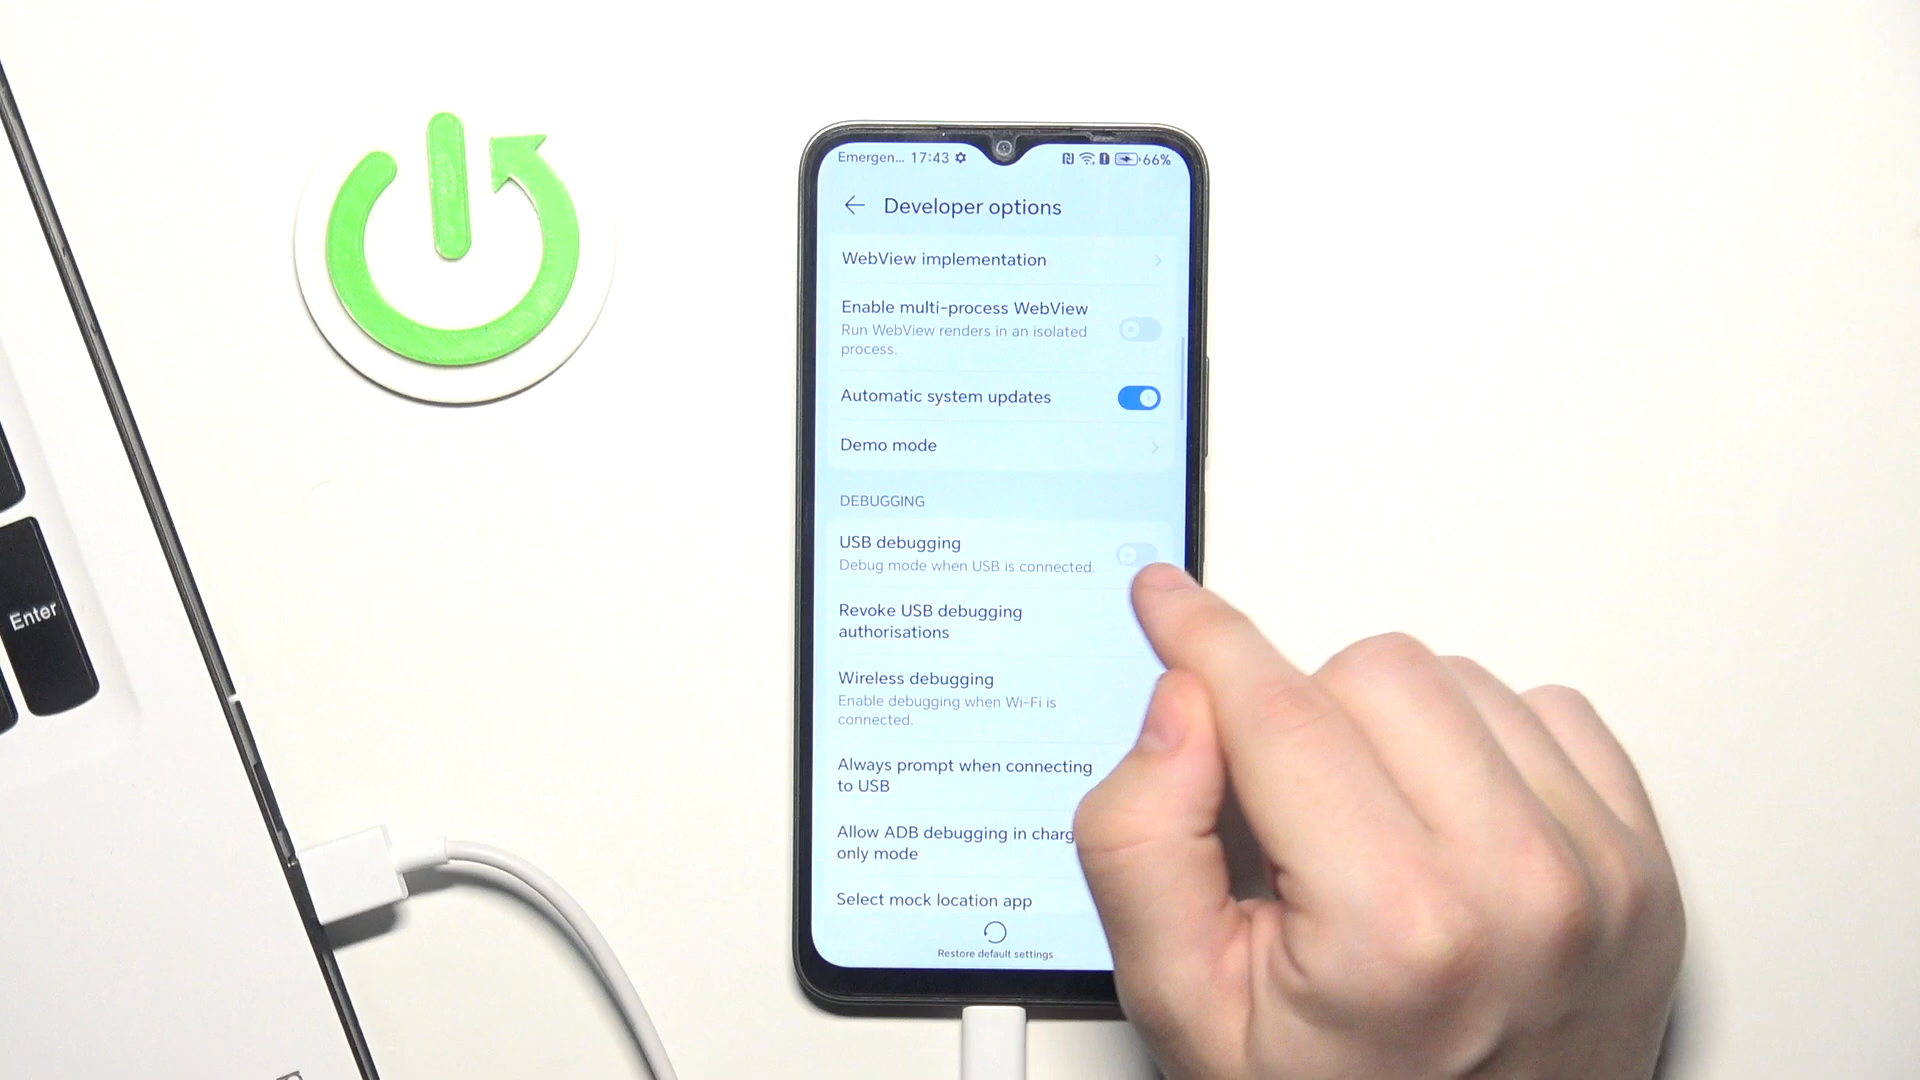 Emergen... 17:43 66%
Developer options
WebView implementation
Enable multi-process WebView
Run WebView renders in an isolated
process.
Automatic system updates
Demo mode
DEBUGGING
USB debugging
Debug mode when USB is connected.
Revoke USB debugging
authorisations
Wireless debugging
Enable debugging when Wi-Fi is
connected.
Always prompt when connecting
to USB
Allow ADB debugging in charg
only mode
Select mock location app
Restore default settings
Enter